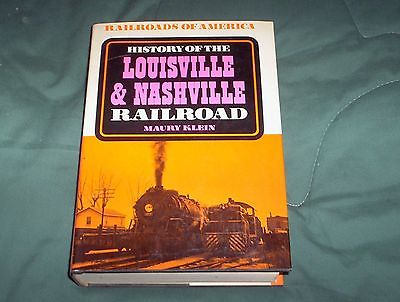 RAILROADS OF AMERICA
HISTORY OF THE
LOUISVILLE
& NASHVILLE
RAILROAD
MAURY KLEIN